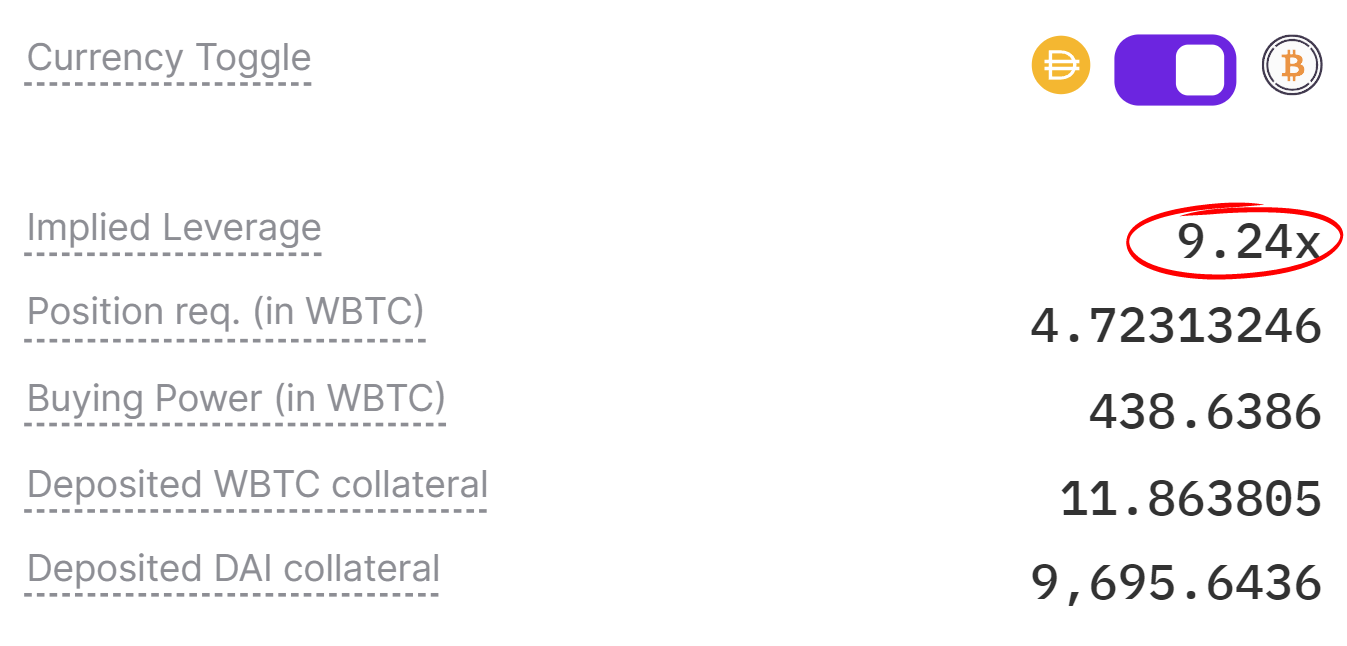 Currency Toggle
Implied Leverage 9.24x
Position req. (in WBTC) 4.72313246
Buying Power (in WBTC) 438.6386
Deposited WBTC collateral 11.863805
Deposited DAI collateral 9,695.6436